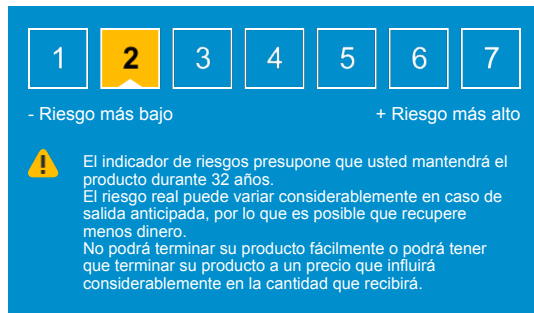 1 2 3 4 5 6 7
- Riesgo más bajo + Riesgo más alto
El indicador de riesgos presupone que usted mantendrá el
producto durante 32 años.
El riesgo real puede variar considerablemente en caso de
salida anticipada, por lo que es posible que recupere
menos dinero.
No podrá terminar su producto fácilmente o podrá tener
que terminar su producto a un precio que influirá
considerablemente en la cantidad que recibirá.